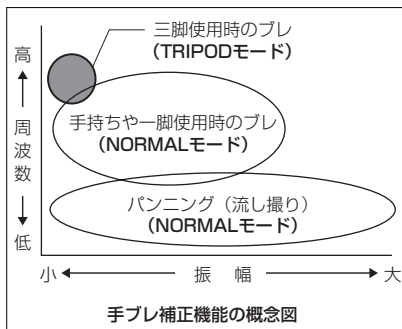 三脚使用時のブレ
(TRIPODモード)
高
周波数
低
手持ちや一脚使用時のブレ
(NORMALモード)
パンニング（流し撮り）
(NORMALモード)
小 振 幅 大
手ブレ補正機能の概念図